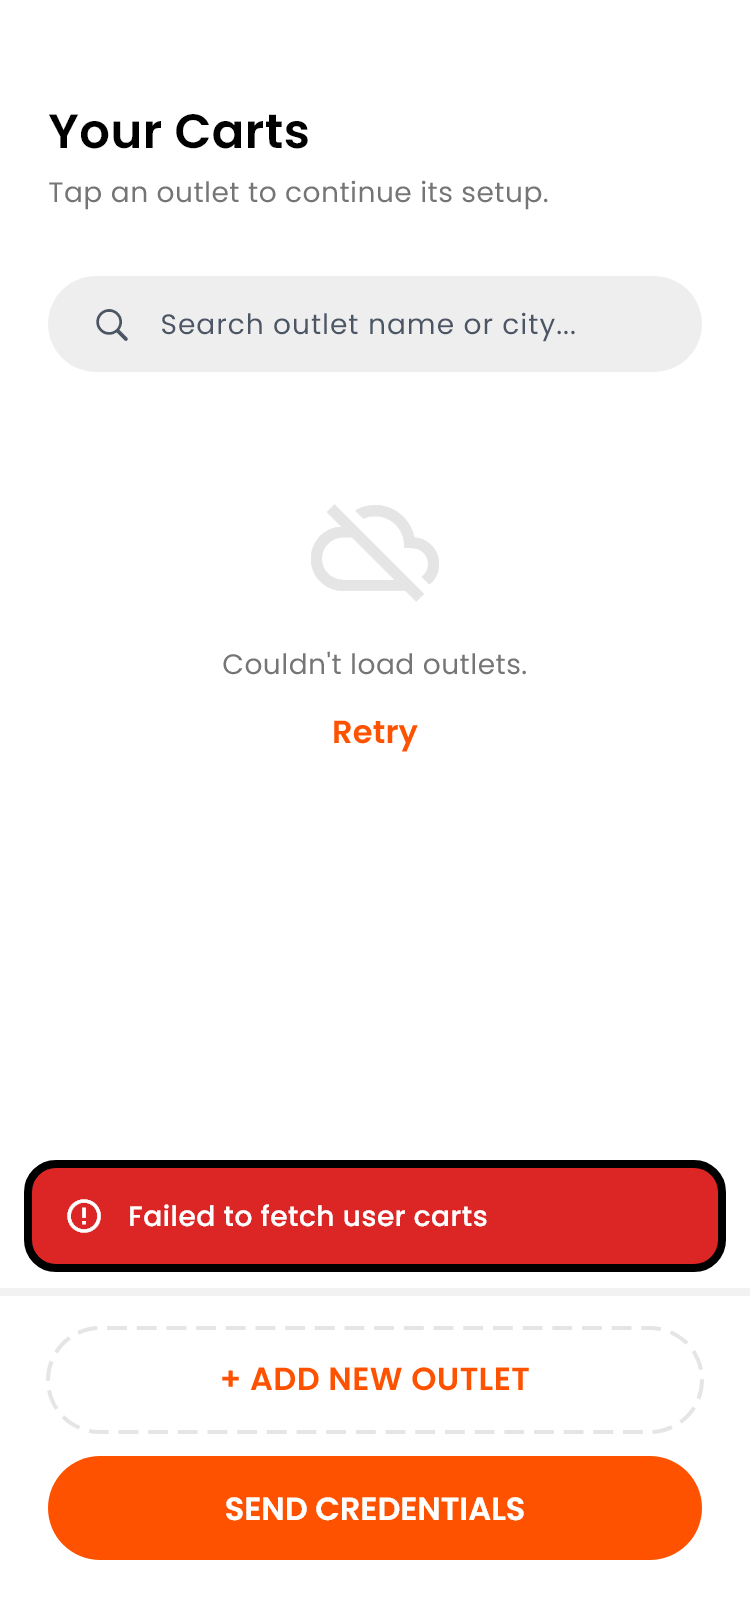 Your Carts
Tap an outlet to continue its setup.
Search outlet name or city...
Couldn't load outlets.
Retry
Failed to fetch user carts
+ ADD NEW OUTLET
SEND CREDENTIALS